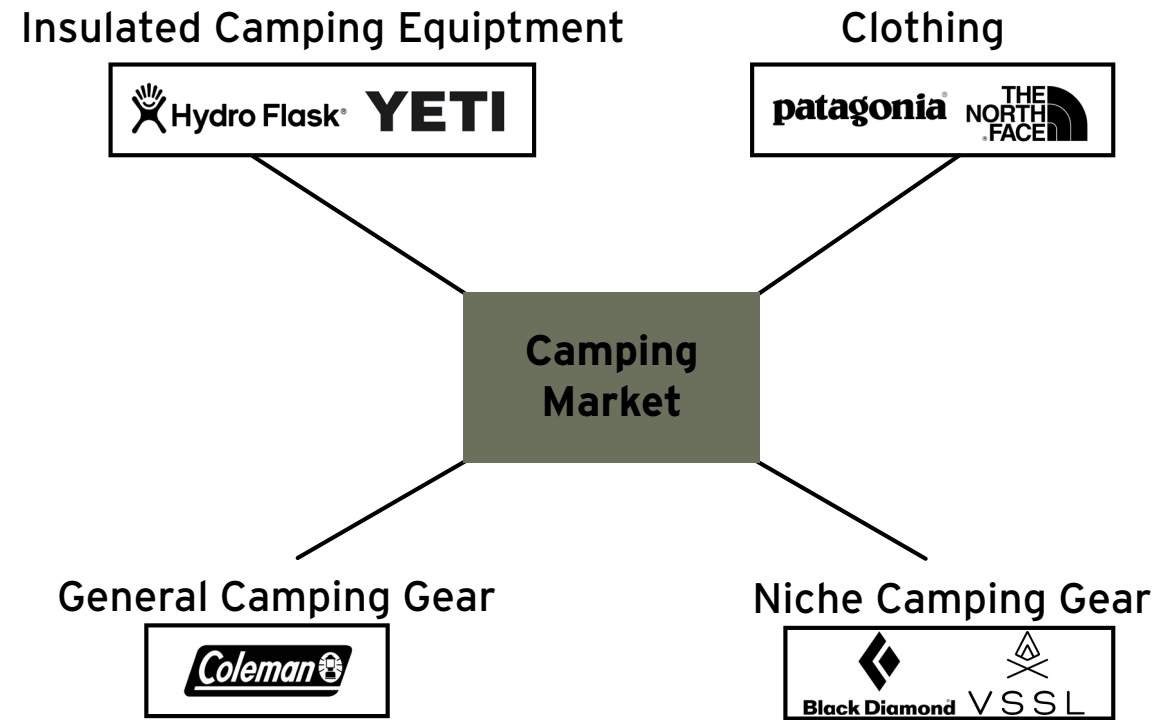 Insulated Camping Equiptment
Hydro Flask® YETI
Clothing
patagonia® THE
NORTH
FACE
Camping
Market
General Camping Gear
Coleman
Niche Camping Gear
Black Diamond VSSL